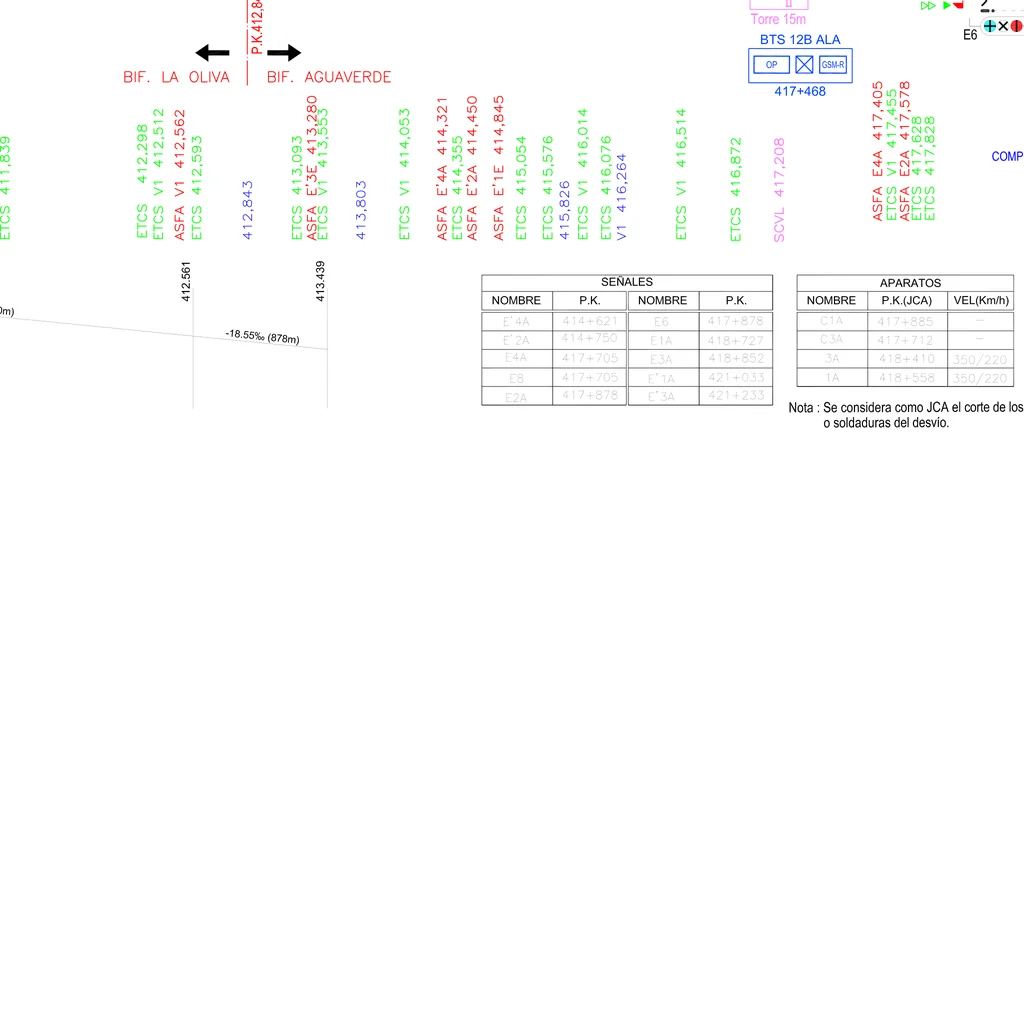 Torre 15m
E6
BTS 12B ALA
OP
GSM-R
417+468
BIF. LA OLIVA
BIF. AGUAVERDE
COMP
ETCS 411,839
ETCS 412,298
ETCS V1 412,512
ASFA V1 412,562
ETCS 412,593
412,843
ETCS 413,093
ASFA E'3E 413,280
ETCS V1 413,553
413,803
ETCS V1 414,053
ASFA E'4A 414,321
ETCS 414,355
ASFA E'2A 414,450
ASFA E'1E 414,845
ETCS 415,054
ETCS 415,576
415,826
ETCS V1 416,014
ETCS 416,076
V1 416,264
ETCS V1 416,514
ETCS 416,872
SCVL 417,208
ASFA E4A 417,405
ETCS V1 417,455
ASFA E2A 417,578
ETCS 417,628
ETCS 417,828
412.561
413.439
-18.55‰ (878m)
SEÑALES
NOMBRE P.K. NOMBRE P.K.
E'4A 414+621 E6 417+878
E'2A 414+750 E1A 418+727
E4A 417+705 E3A 418+852
E8 417+705 E'1A 421+033
E2A 417+878 E'3A 421+233
APARATOS
NOMBRE P.K.(JCA) VEL(Km/h)
C1A 417+885 –
C3A 417+712 –
3A 418+410 350/220
1A 418+558 350/220
Nota : Se considera como JCA el corte de los
o soldaduras del desvío.